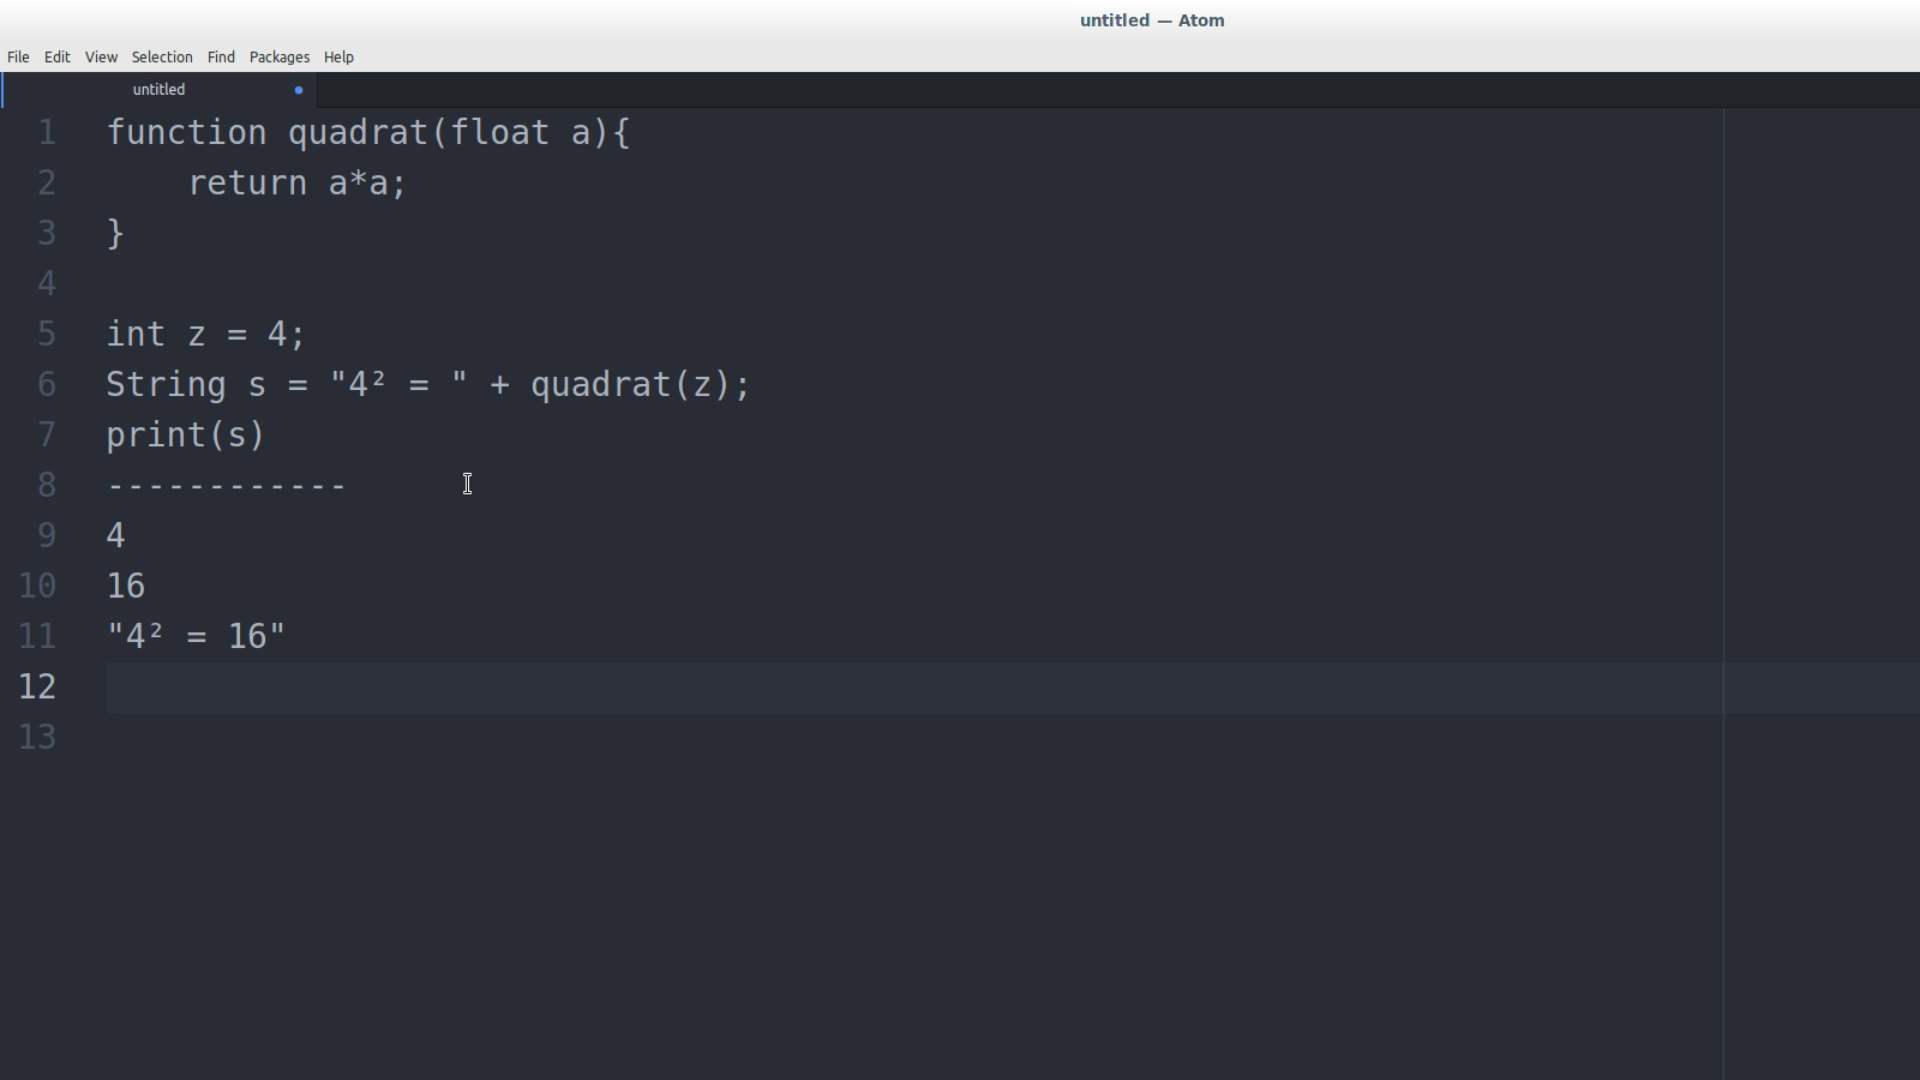 untitled — Atom
File Edit View Selection Find Packages Help
untitled
1 function quadrat(float a){
2     return a*a;
3 }
4
5 int z = 4;
6 String s = "4² = " + quadrat(z);
7 print(s)
8 ------------
9 4
10 16
11 "4² = 16"
12
13